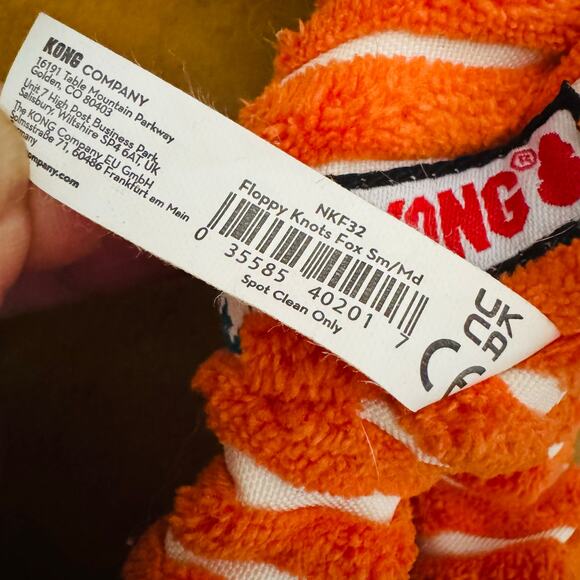 KONG COMPANY
16191 Table Mountain Parkway
Golden, CO 80403
Unit 7 High Post Business Park,
Salisbury, Wiltshire SP4 6AT UK
The KONG Company EU GmbH
Solmsstraße 71, 60486 Frankfurt am Main
ompany.com
NKF32
Floppy Knots Fox Sm/Md
0 35585 40201 7
Spot Clean Only
UK
CA
CE
KONG®